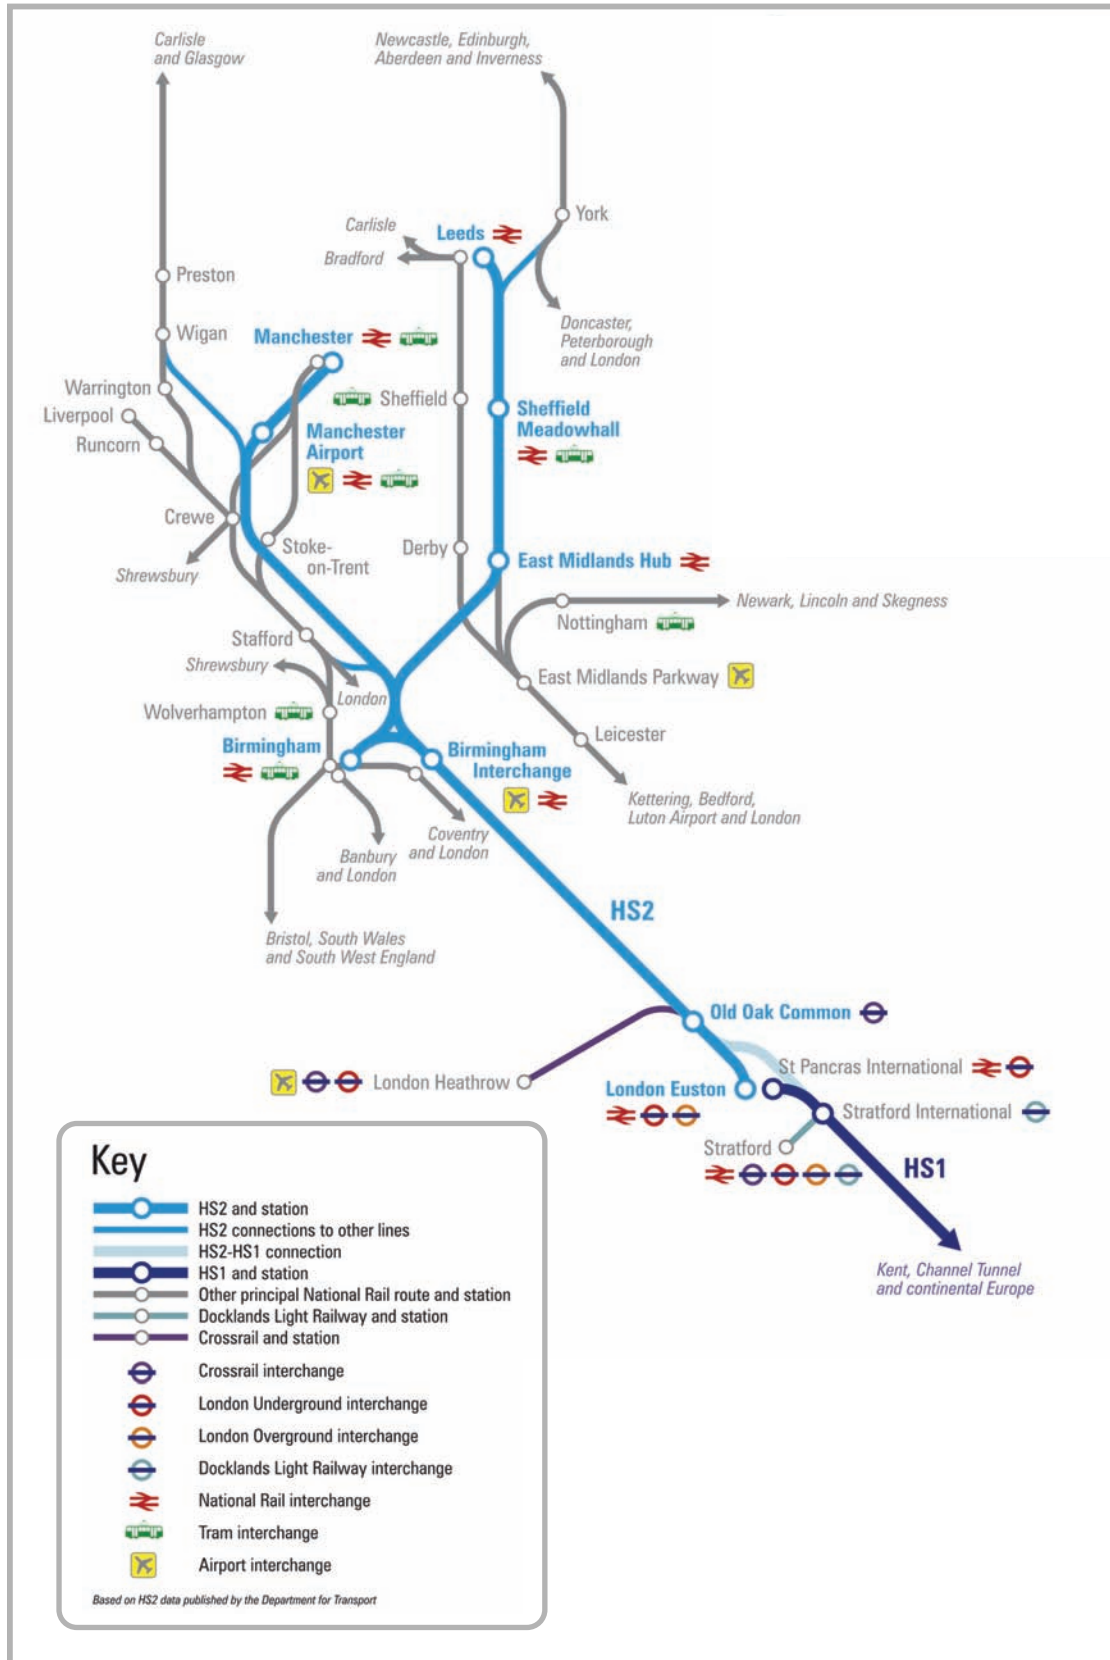 Carlisle
and Glasgow
Newcastle, Edinburgh,
Aberdeen and Inverness
York
Carlisle
Leeds
Bradford
Preston
Doncaster,
Peterborough
and London
Wigan
Manchester
Warrington
Sheffield
Liverpool
Sheffield
Meadowhall
Runcorn
Manchester
Airport
Crewe
Stoke-
on-Trent
Derby
East Midlands Hub
Shrewsbury
Newark, Lincoln and Skegness
Nottingham
Stafford
Shrewsbury
East Midlands Parkway
London
Wolverhampton
Leicester
Birmingham
Birmingham
Interchange
Kettering, Bedford,
Luton Airport and London
Coventry
and London
Banbury
and London
HS2
Bristol, South Wales
and South West England
Old Oak Common
St Pancras International
London Heathrow
London Euston
Stratford International
Stratford
HS1
Kent, Channel Tunnel
and continental Europe
Key
HS2 and station
HS2 connections to other lines
HS2-HS1 connection
HS1 and station
Other principal National Rail route and station
Docklands Light Railway and station
Crossrail and station
Crossrail interchange
London Underground interchange
London Overground interchange
Docklands Light Railway interchange
National Rail interchange
Tram interchange
Airport interchange
Based on HS2 data published by the Department for Transport